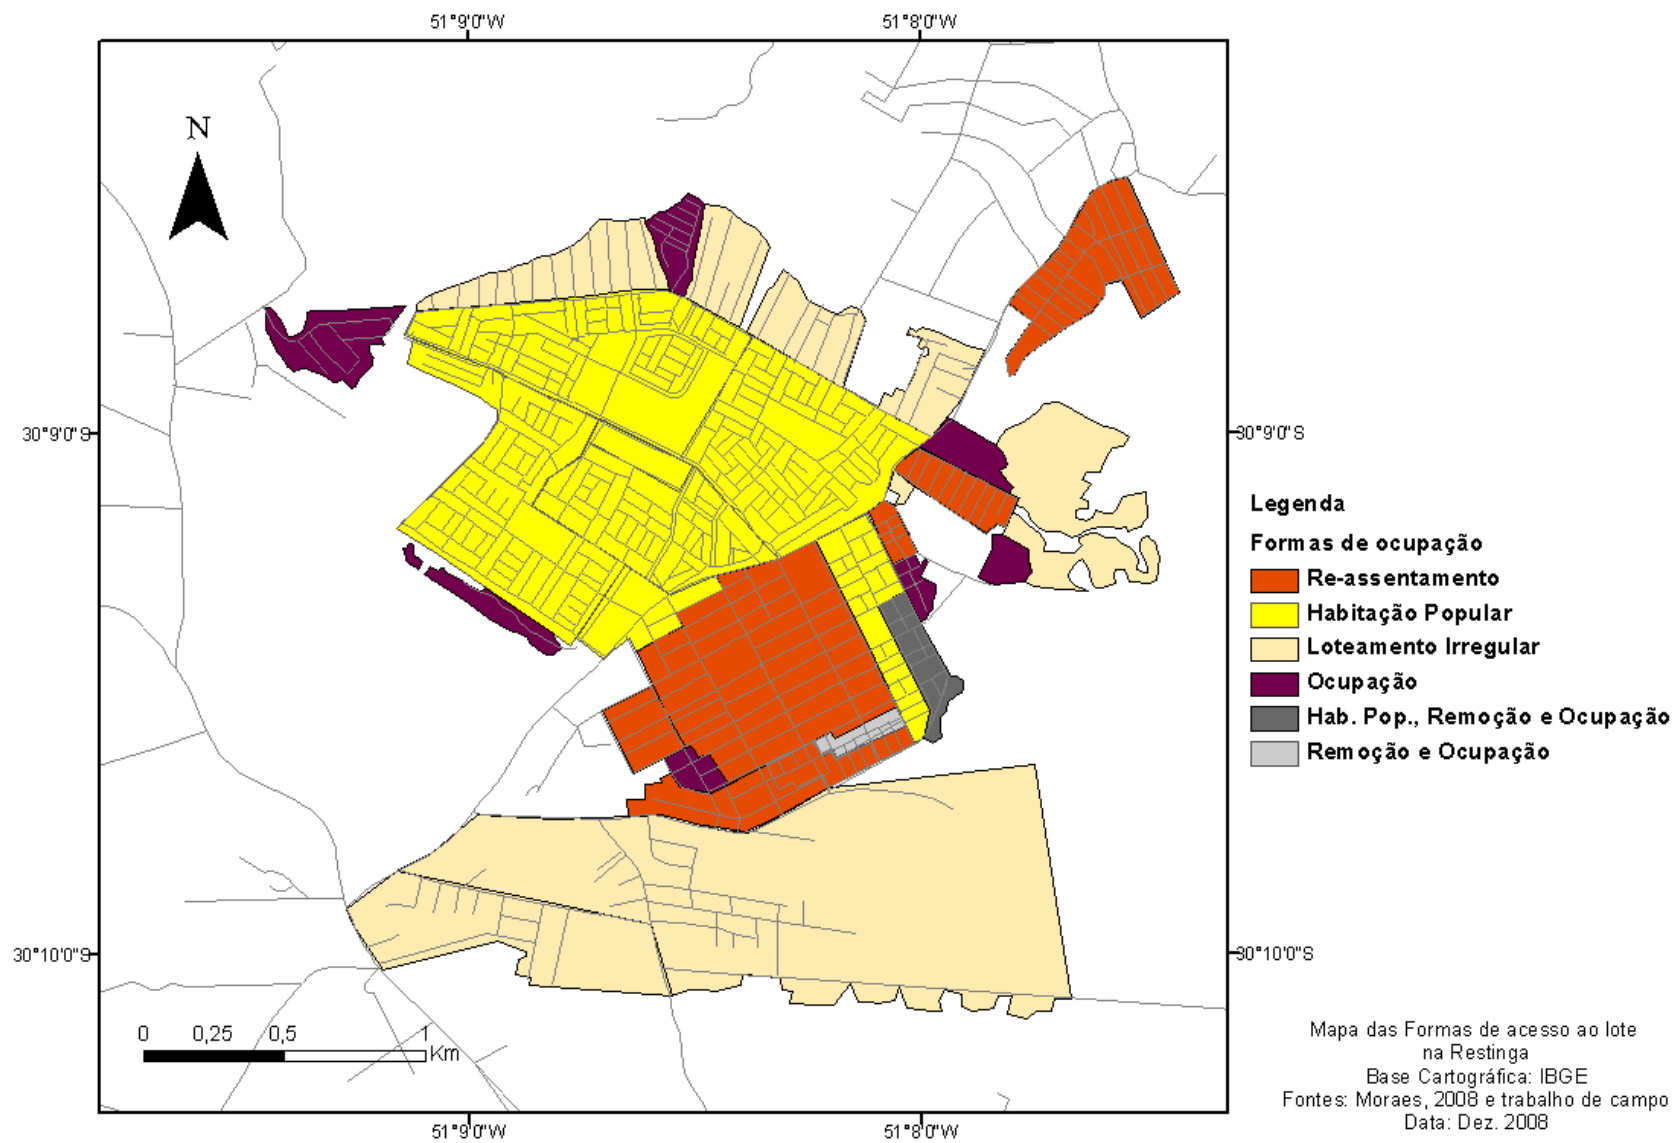 51°9'0"W
51°8'0"W
N
30°9'0"S
30°9'0"S
Legenda
Formas de ocupação
Re-assentamento
Habitação Popular
Loteamento Irregular
Ocupação
Hab. Pop., Remoção e Ocupação
Remoção e Ocupação
30°10'0"S
30°10'0"S
0 0,25 0,5 1
Km
Mapa das Formas de acesso ao lote
na Restinga
Base Cartográfica: IBGE
Fontes: Moraes, 2008 e trabalho de campo
Data: Dez. 2008
51°9'0"W
51°8'0"W